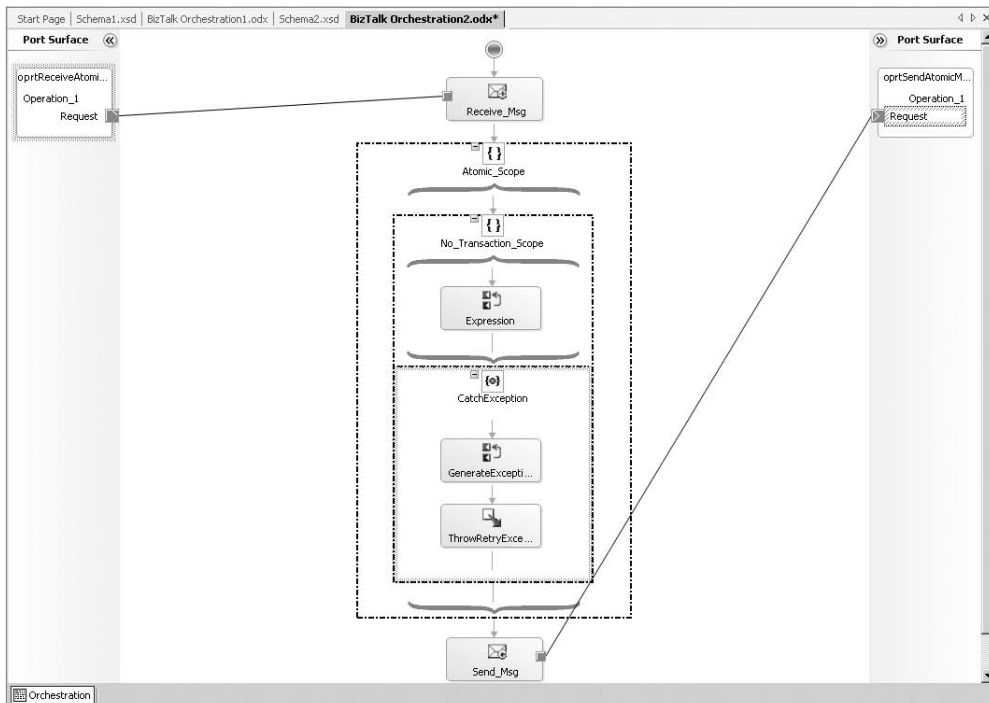 Start Page | Schema1.xsd | BizTalk Orchestration1.odx | Schema2.xsd | BizTalk Orchestration2.odx*
Port Surface
Port Surface
oprtReceiveAtomi...
Operation_1
Request
oprtSendAtomicM...
Operation_1
Request
Receive_Msg
{ }
Atomic_Scope
{ }
No_Transaction_Scope
Expression
CatchException
GenerateExcepti...
ThrowRetryExce...
Send_Msg
Orchestration